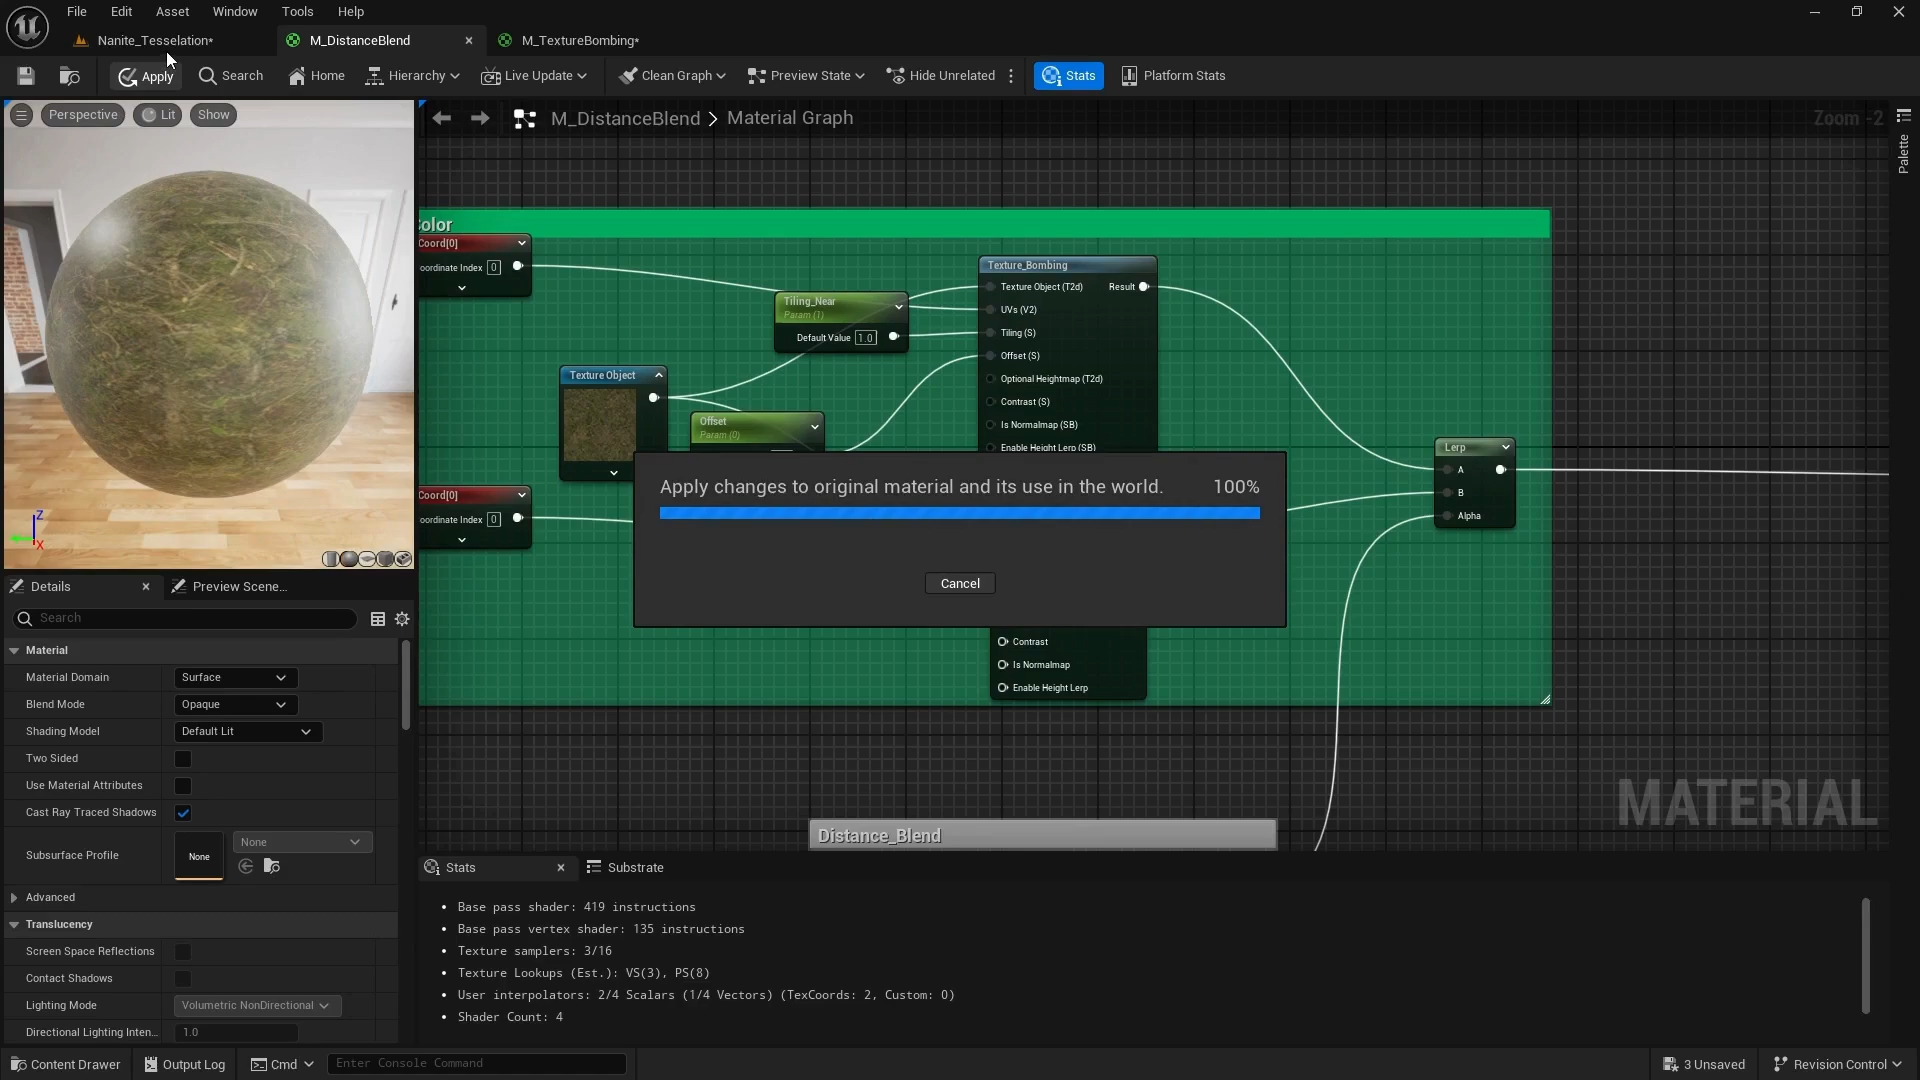 File Edit Asset Window Tools Help
Nanite_Tesselation* M_DistanceBlend M_TextureBombing*
Apply Search Home Hierarchy Live Update Clean Graph Preview State Hide Unrelated Stats Platform Stats
Perspective Lit Show
M_DistanceBlend > Material Graph
Zoom -2
Palette
olor
Coord[0]
oordinate Index 0
Tiling_Near
Param (1)
Default Value 1.0
Texture_Bombing
Texture Object (T2d) Result
UVs (V2)
Tiling (S)
Offset (S)
Optional Heightmap (T2d)
Contrast (S)
Is Normalmap (SB)
Enable Height Lerp (SB)
Texture Object
Offset
Param (0)
Lerp
A
B
Alpha
Coord[0]
oordinate Index 0
Apply changes to original material and its use in the world. 100%
Cancel
Contrast
Is Normalmap
Enable Height Lerp
MATERIAL
Distance_Blend
Z
X
Details Preview Scene...
Search
Material
Material Domain Surface
Blend Mode Opaque
Shading Model Default Lit
Two Sided
Use Material Attributes
Cast Ray Traced Shadows
Subsurface Profile None None
Advanced
Translucency
Screen Space Reflections
Contact Shadows
Lighting Mode Volumetric NonDirectional
Directional Lighting Inten... 1.0
Stats Substrate
• Base pass shader: 419 instructions
• Base pass vertex shader: 135 instructions
• Texture samplers: 3/16
• Texture Lookups (Est.): VS(3), PS(8)
• User interpolators: 2/4 Scalars (1/4 Vectors) (TexCoords: 2, Custom: 0)
• Shader Count: 4
Content Drawer Output Log Cmd Enter Console Command 3 Unsaved Revision Control